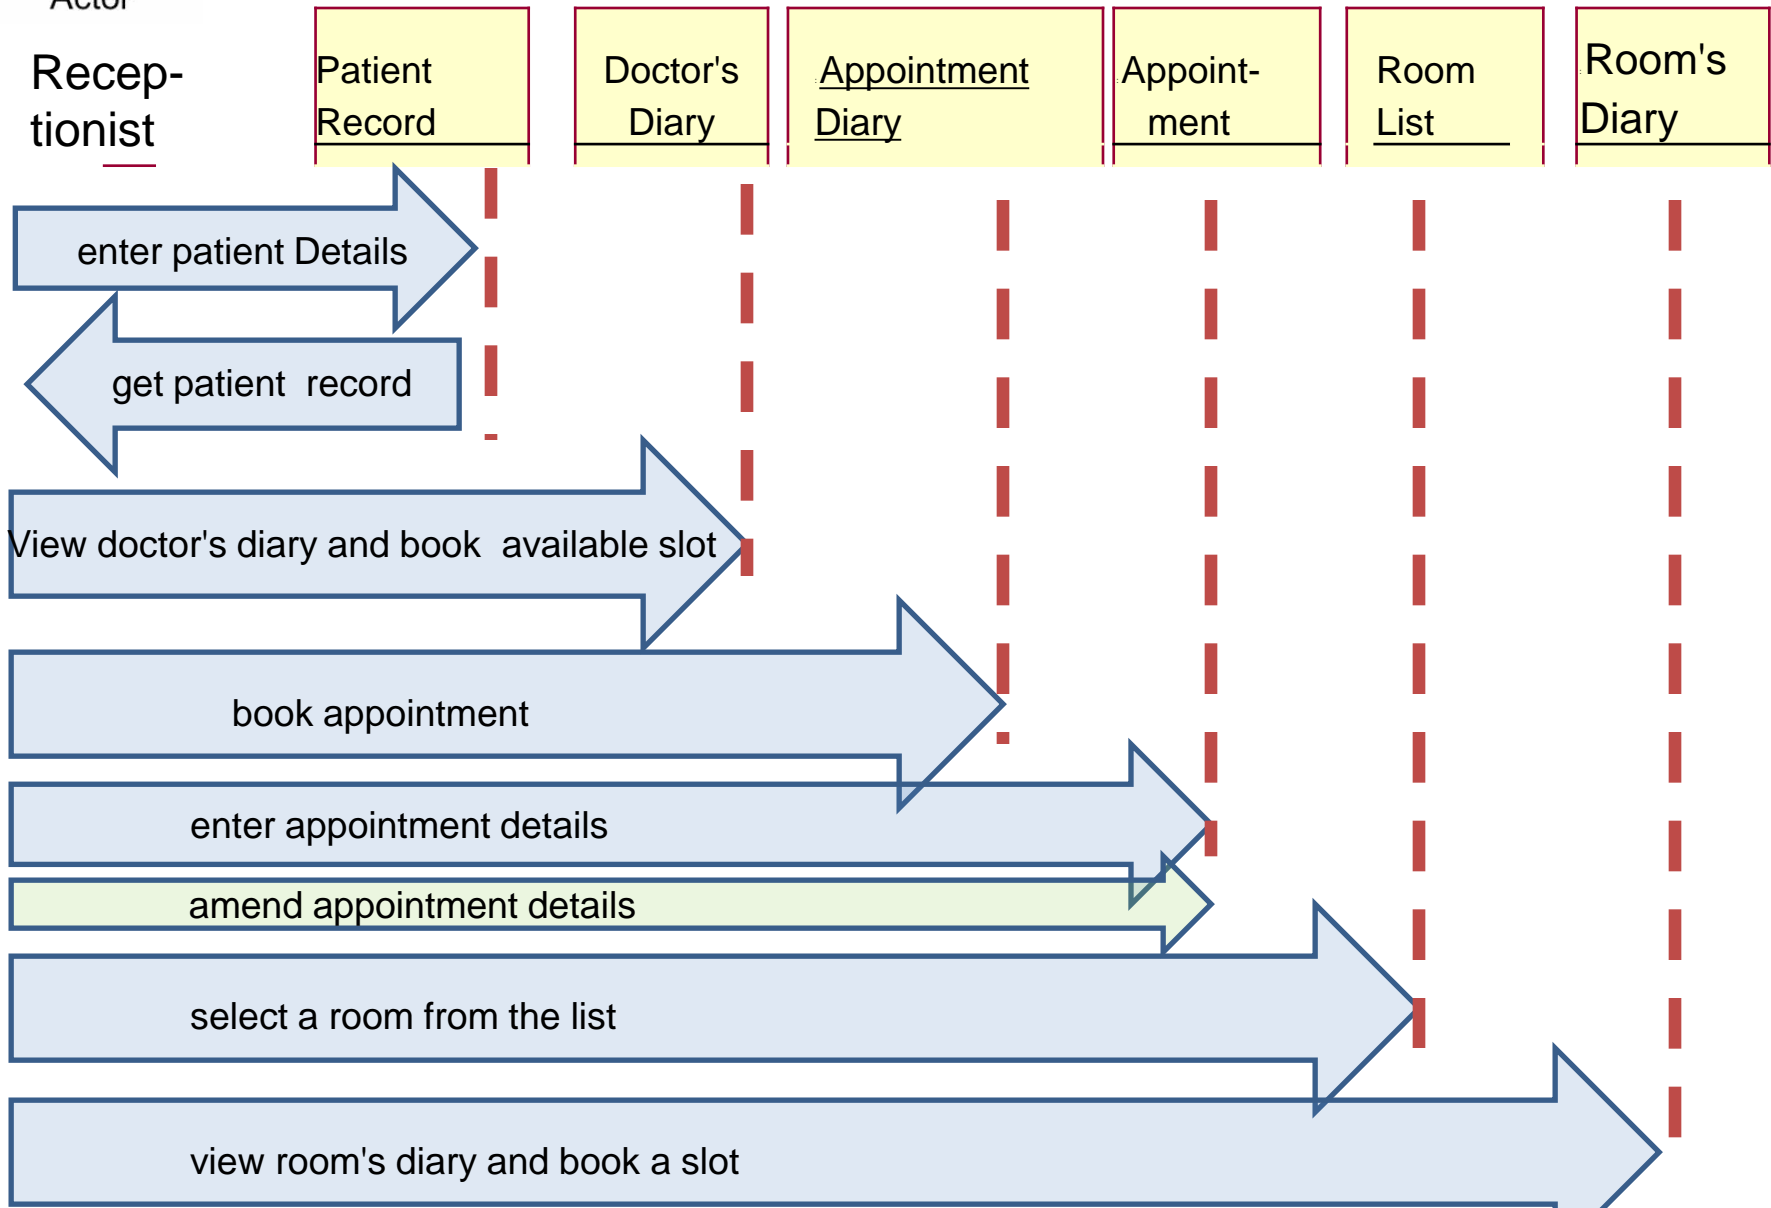 Actor
Recep-
tionist
Patient
Record
Doctor's
Diary
:Appointment
Diary
:Appoint-
ment
Room
List
:Room's
Diary
enter patient Details
get patient record
View doctor's diary and book available slot
book appointment
enter appointment details
amend appointment details
select a room from the list
view room's diary and book a slot